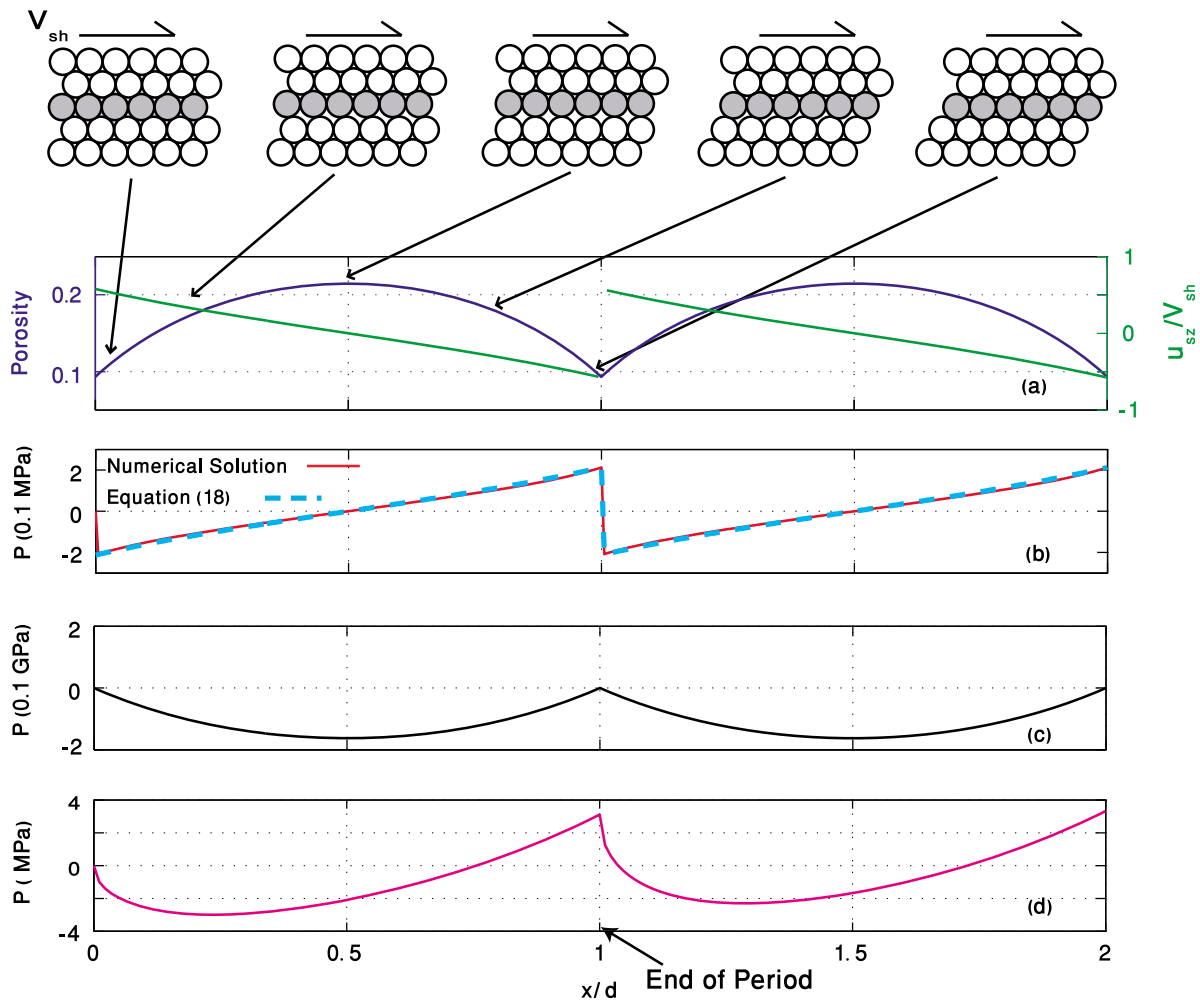 V sh
Porosity
0.2
0.1
1
0
-1
u sz /V sh
(a)
P (0.1 MPa)
2
0
-2
Numerical Solution
Equation (18)
(b)
P (0.1 GPa)
2
0
-2
(c)
P ( MPa)
4
0
-4
(d)
0 0.5 1 1.5 2
x/d
End of Period